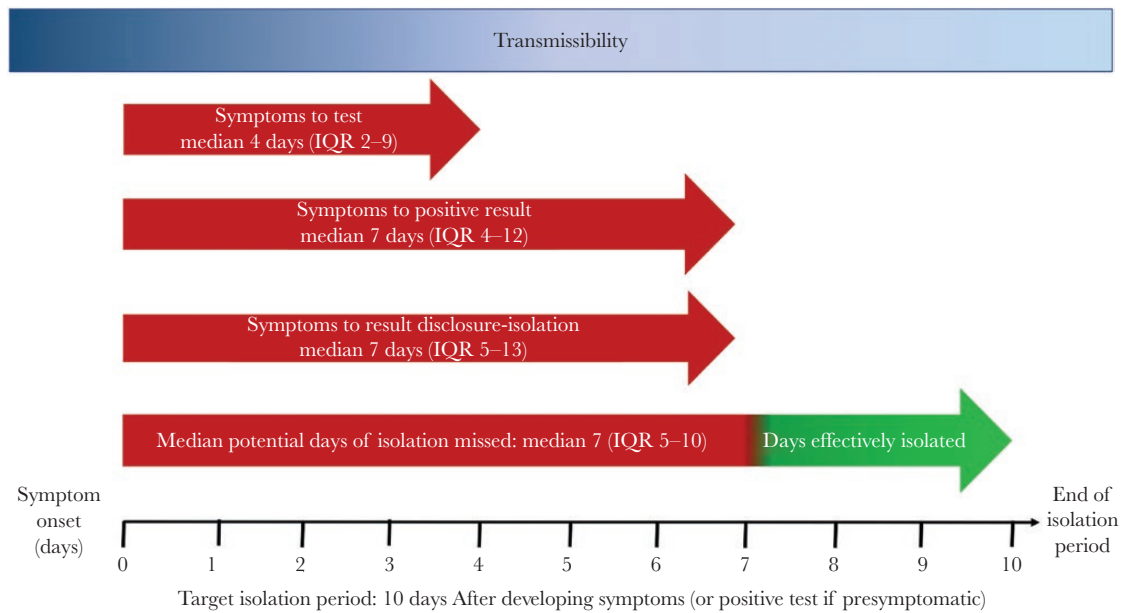 Transmissibility
Symptoms to test
median 4 days (IQR 2–9)
Symptoms to positive result
median 7 days (IQR 4–12)
Symptoms to result disclosure-isolation
median 7 days (IQR 5–13)
Median potential days of isolation missed: median 7 (IQR 5–10)
Days effectively isolated
Symptom
onset
(days)
End of
isolation
period
0 1 2 3 4 5 6 7 8 9 10
Target isolation period: 10 days After developing symptoms (or positive test if presymptomatic)